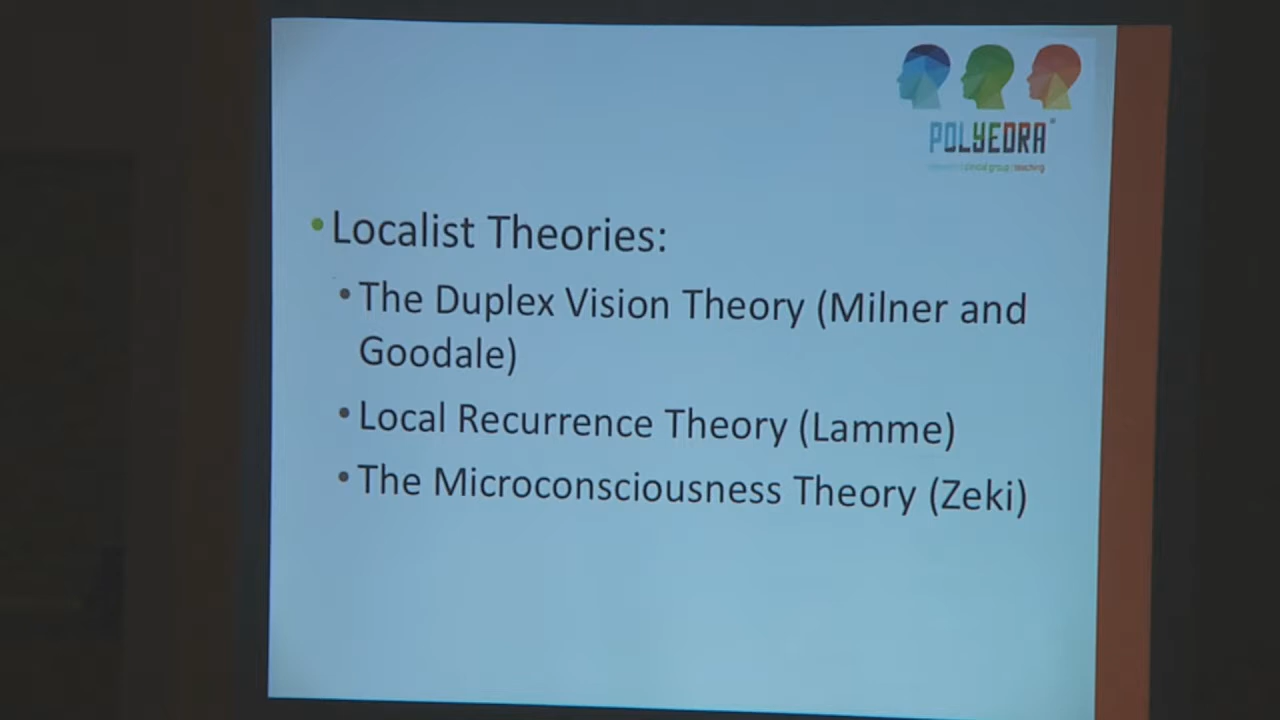 POLYEDRA
• Localist Theories:
• The Duplex Vision Theory (Milner and
Goodale)
• Local Recurrence Theory (Lamme)
• The Microconsciousness Theory (Zeki)